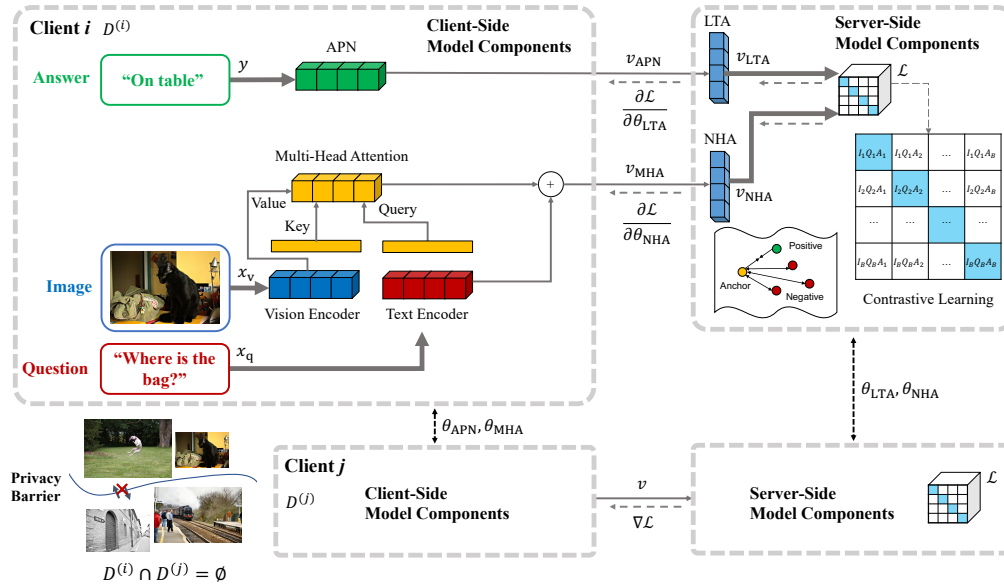 Client i D^(i)
Client-Side
Model Components
Answer
"On table"
y
APN
Multi-Head Attention
Value
Key
Query
+
Image
x_v
Vision Encoder
Text Encoder
Question
"Where is the
bag?"
x_q
v_APN
∂ℒ
∂θ_LTA
v_MHA
∂ℒ
∂θ_NHA
LTA
v_LTA
Server-Side
Model Components
ℒ
NHA
v_NHA
I_1Q_1A_1 I_1Q_1A_2 ... I_1Q_1A_B
I_2Q_2A_1 I_2Q_2A_2 ... I_2Q_2A_B
... ... ... ...
I_BQ_BA_1 I_BQ_BA_2 ... I_BQ_BA_B
Contrastive Learning
Positive
Anchor
Negative
θ_APN, θ_MHA
θ_LTA, θ_NHA
Privacy
Barrier
D^(i) ∩ D^(j) = ∅
Client j
D^(j)
Client-Side
Model Components
v
∇ℒ
Server-Side
Model Components
ℒ